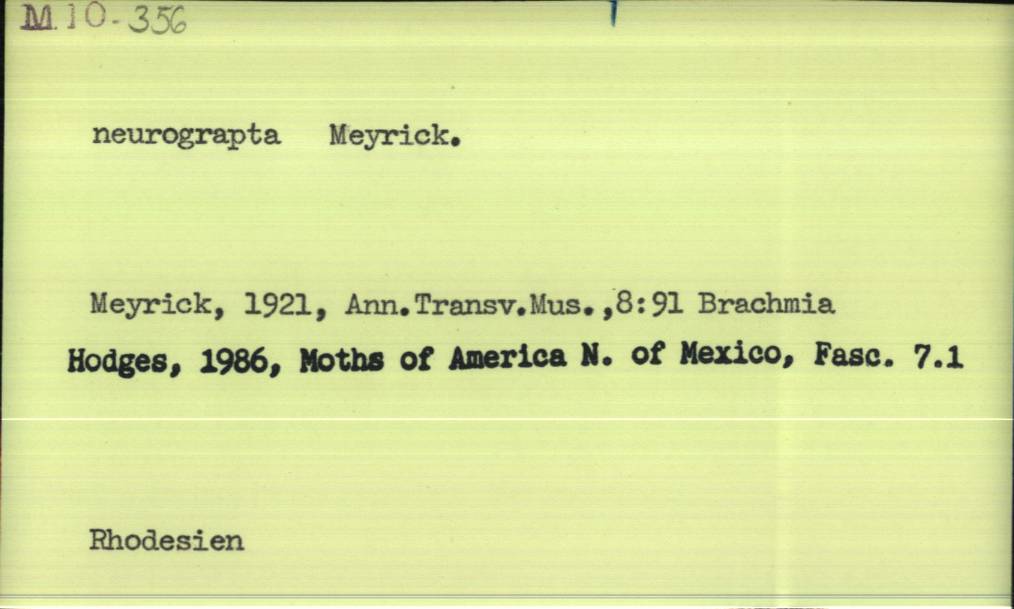 M10-356
neurograpta Meyrick.
Meyrick, 1921, Ann.Transv.Mus.,8:91 Brachmia
Hodges, 1986, Moths of America N. of Mexico, Fasc. 7.1
Rhodesien